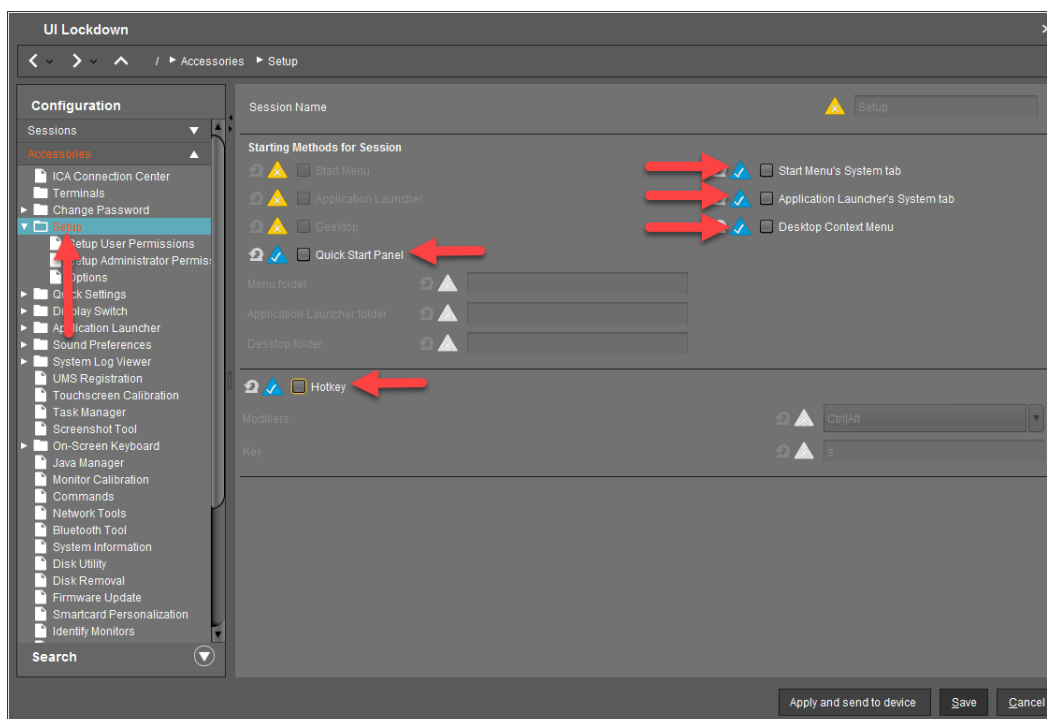 UI Lockdown
/ Accessories Setup
Configuration
Sessions
Accessories
ICA Connection Center
Terminals
Change Password
Setup
Setup User Permissions
Setup Administrator Permis
Options
Quick Settings
Display Switch
Application Launcher
Sound Preferences
System Log Viewer
UMS Registration
Touchscreen Calibration
Task Manager
Screenshot Tool
On-Screen Keyboard
Java Manager
Monitor Calibration
Commands
Network Tools
Bluetooth Tool
System Information
Disk Utility
Disk Removal
Firmware Update
Smartcard Personalization
Identify Monitors
Search
Session Name
Setup
Starting Methods for Session
Start Menu
Start Menu's System tab
Application Launcher
Application Launcher's System tab
Desktop
Desktop Context Menu
Quick Start Panel
Menu folder
Application Launcher folder
Desktop folder
Hotkey
Modifiers
Ctrl|Alt
Key
s
Apply and send to device
Save
Cancel